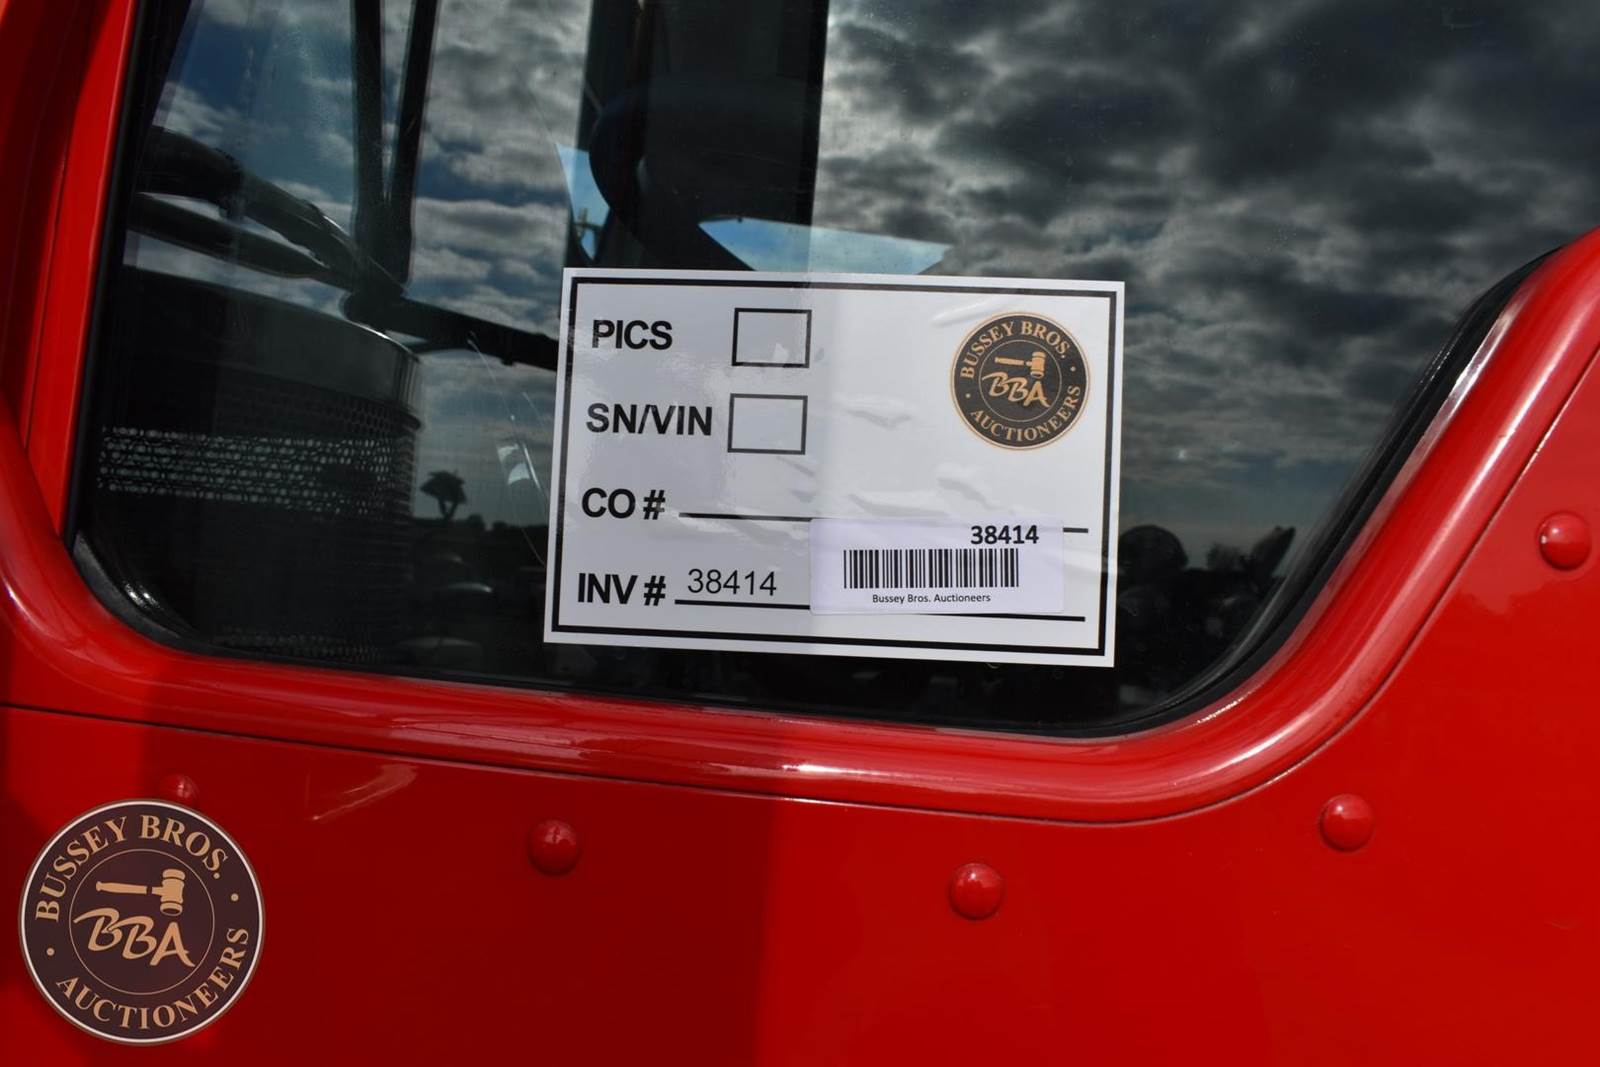 PICS
SN/VIN
CO #
INV # 38414
BUSSEY BROS.
BBA
AUCTIONEERS
38414
Bussey Bros. Auctioneers
BUSSEY BROS.
BBA
AUCTIONEERS